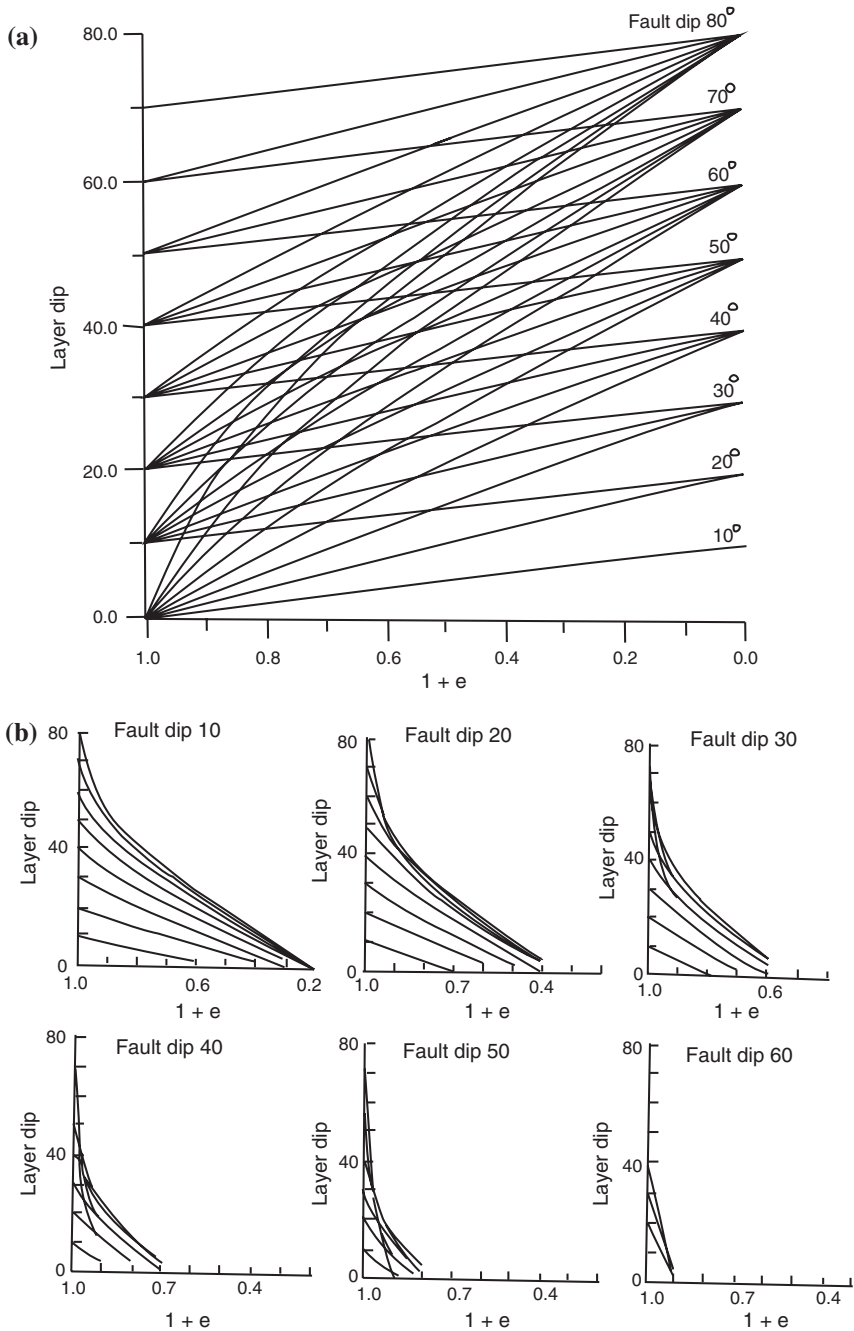 (a)
Fault dip 80°
70°
60°
50°
40°
30°
20°
10°
80.0
60.0
40.0
20.0
0.0
Layer dip
1.0 0.8 0.6 0.4 0.2 0.0
1 + e
(b)
Fault dip 10
80
40
0
Layer dip
1.0 0.6 0.2
1 + e
Fault dip 20
80
40
0
Layer dip
1.0 0.7 0.4
1 + e
Fault dip 30
80
40
0
Layer dip
1.0 0.6
1 + e
Fault dip 40
80
40
0
Layer dip
1.0 0.7 0.4
1 + e
Fault dip 50
80
40
0
Layer dip
1.0 0.7 0.4
1 + e
Fault dip 60
80
40
0
Layer dip
1.0 0.7 0.4
1 + e